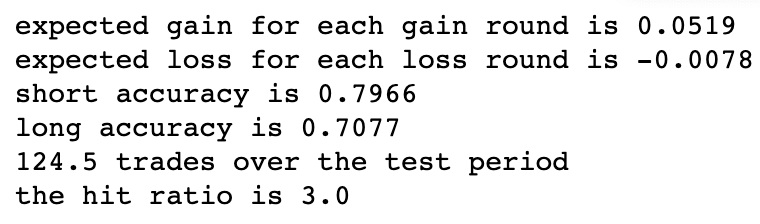 expected gain for each gain round is 0.0519
expected loss for each loss round is -0.0078
short accuracy is 0.7966
long accuracy is 0.7077
124.5 trades over the test period
the hit ratio is 3.0